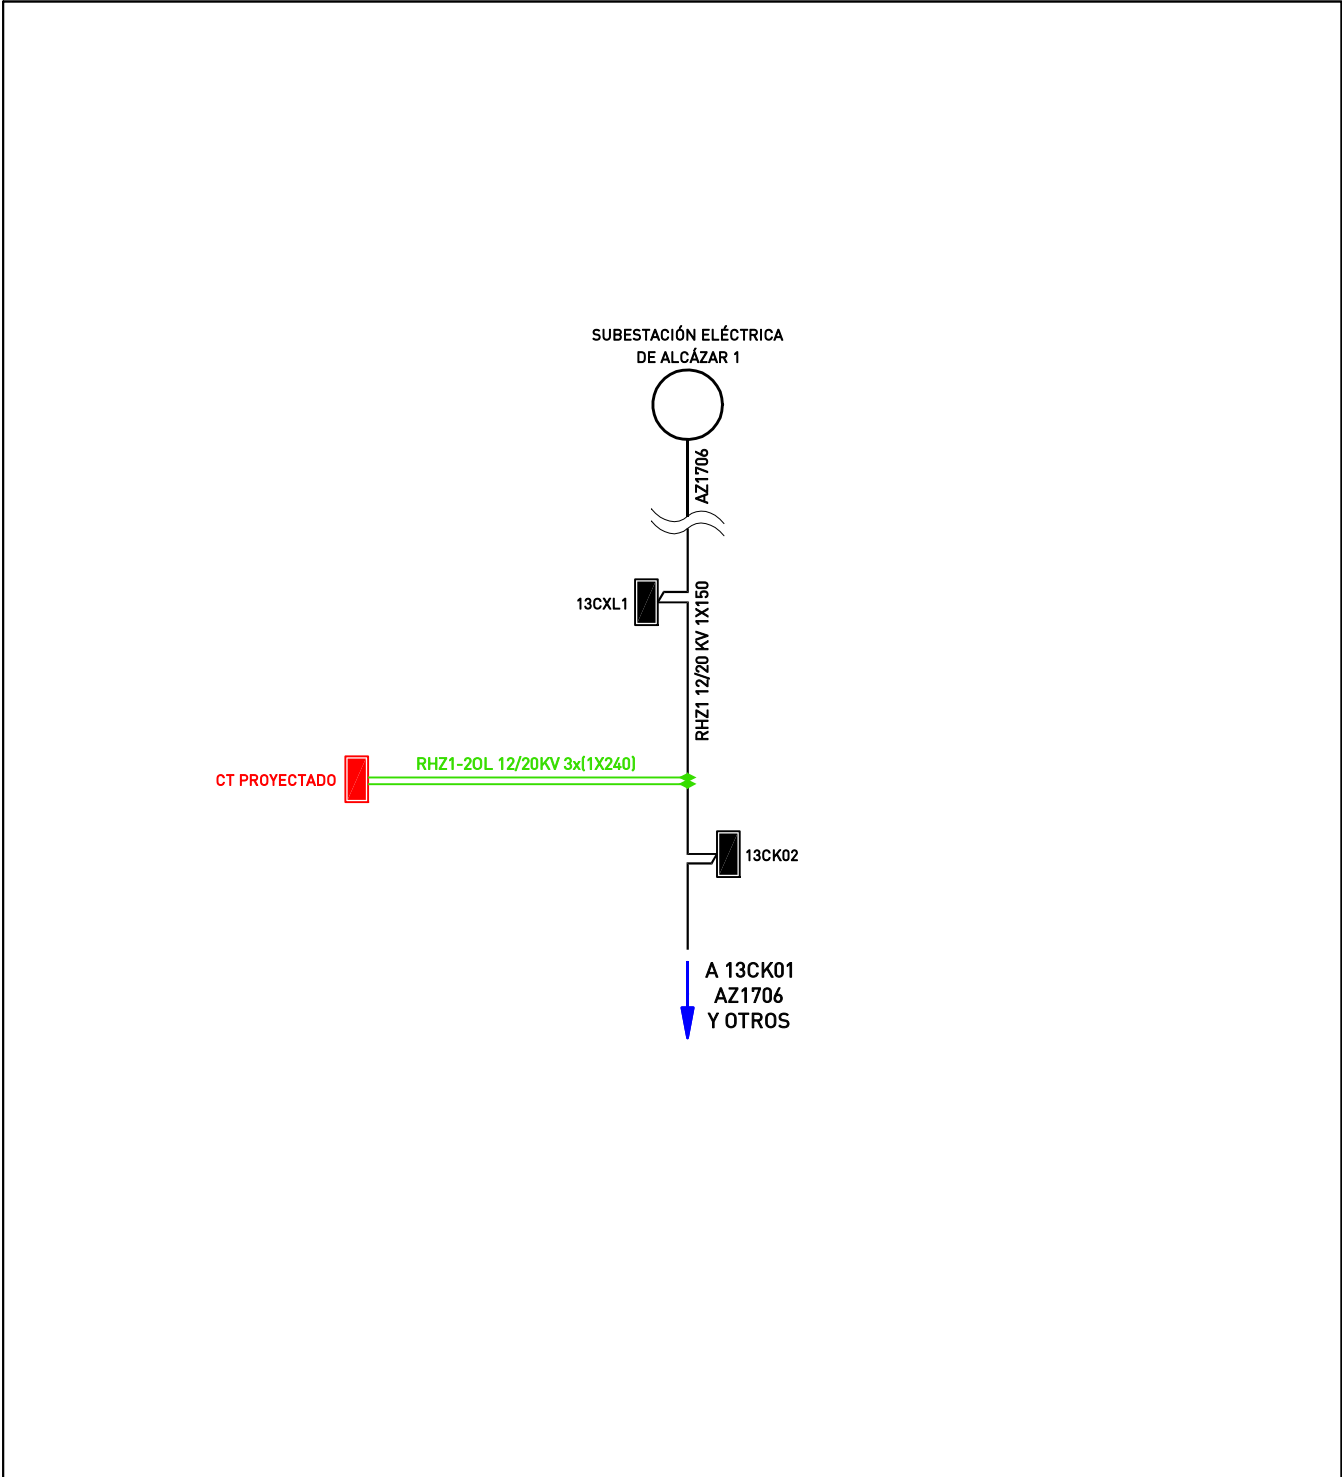 SUBESTACIÓN ELÉCTRICA
DE ALCÁZAR 1
AZ1706
13CXL1
RHZ1 12/20 KV 1X150
RHZ1-2OL 12/20KV 3x(1X240)
CT PROYECTADO
13CK02
A 13CK01
AZ1706
Y OTROS